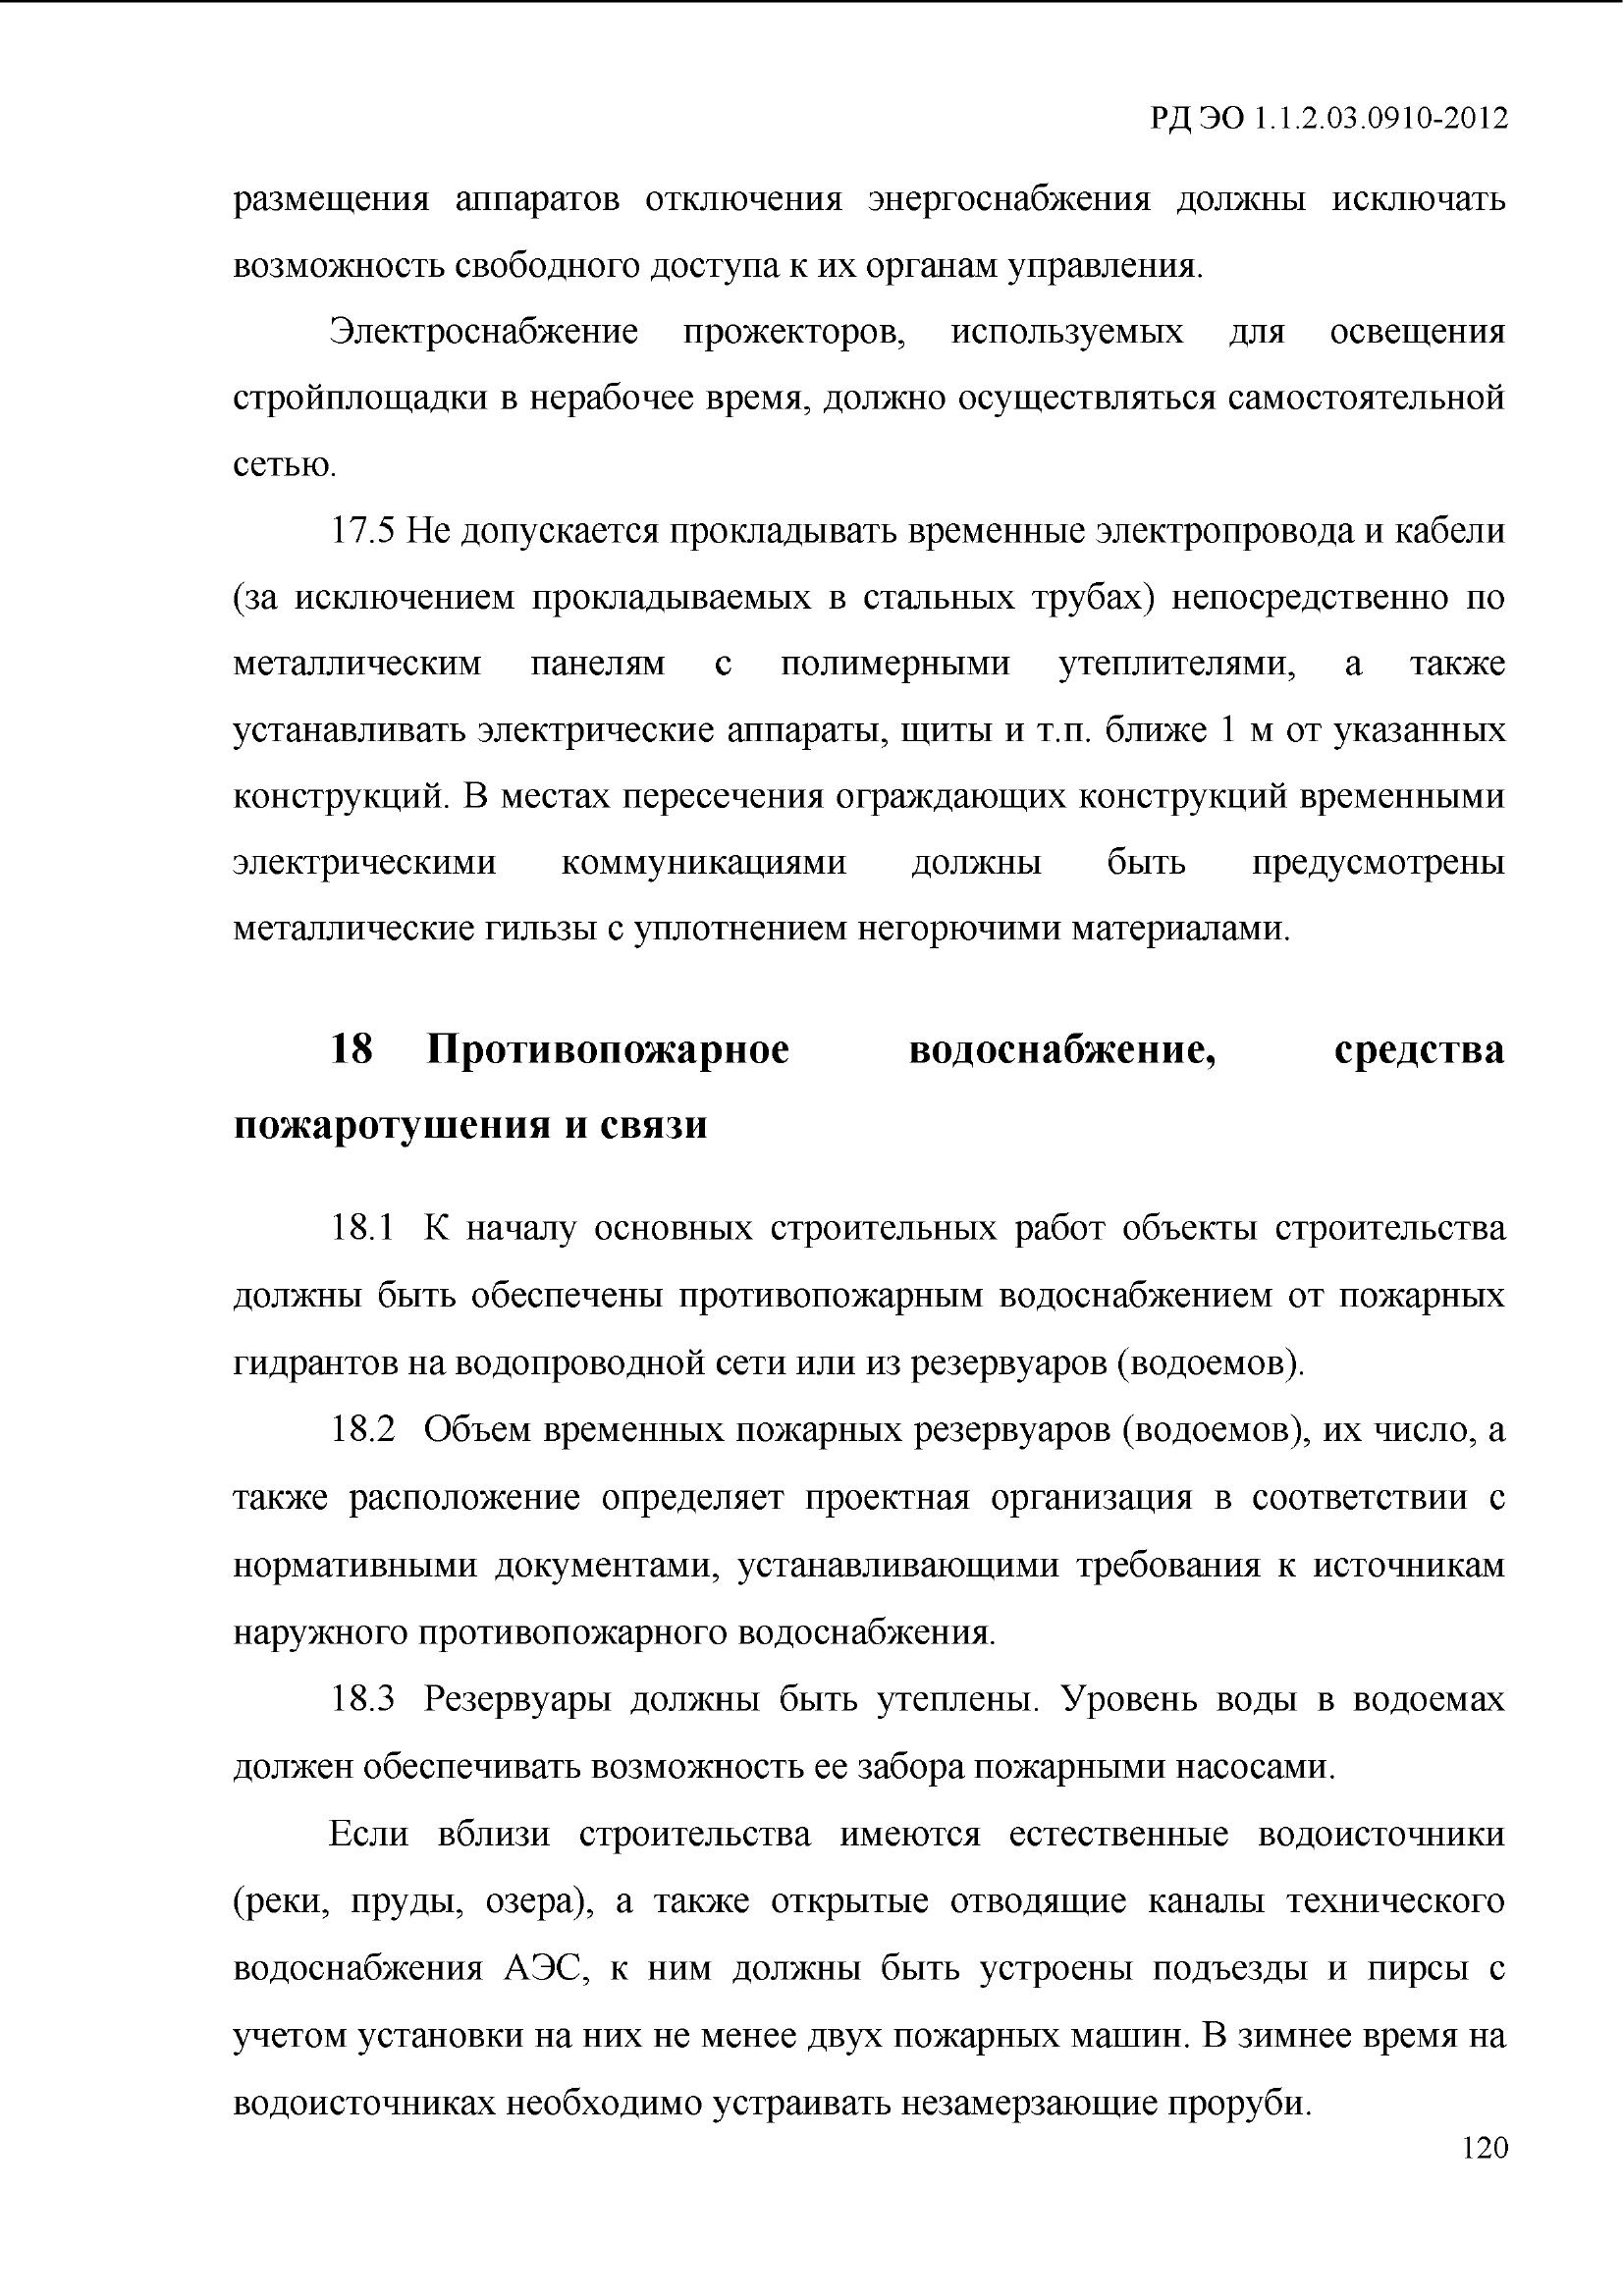 РД ЭО 1.1.2.03.0910-2012
размещения аппаратов отключения энергоснабжения должны исключать
возможность свободного доступа к их органам управления.
Электроснабжение прожекторов, используемых для освещения
стройплощадки в нерабочее время, должно осуществляться самостоятельной
сетью.
17.5 Не допускается прокладывать временные электропровода и кабели
(за исключением прокладываемых в стальных трубах) непосредственно по
металлическим панелям с полимерными утеплителями, а также
устанавливать электрические аппараты, щиты и т.п. ближе 1 м от указанных
конструкций. В местах пересечения ограждающих конструкций временными
электрическими коммуникациями должны быть предусмотрены
металлические гильзы с уплотнением негорючими материалами.
18 Противопожарное водоснабжение, средства
пожаротушения и связи
18.1 К началу основных строительных работ объекты строительства
должны быть обеспечены противопожарным водоснабжением от пожарных
гидрантов на водопроводной сети или из резервуаров (водоемов).
18.2 Объем временных пожарных резервуаров (водоемов), их число, а
также расположение определяет проектная организация в соответствии с
нормативными документами, устанавливающими требования к источникам
наружного противопожарного водоснабжения.
18.3 Резервуары должны быть утеплены. Уровень воды в водоемах
должен обеспечивать возможность ее забора пожарными насосами.
Если вблизи строительства имеются естественные водоисточники
(реки, пруды, озера), а также открытые отводящие каналы технического
водоснабжения АЭС, к ним должны быть устроены подъезды и пирсы с
учетом установки на них не менее двух пожарных машин. В зимнее время на
водоисточниках необходимо устраивать незамерзающие проруби.
120